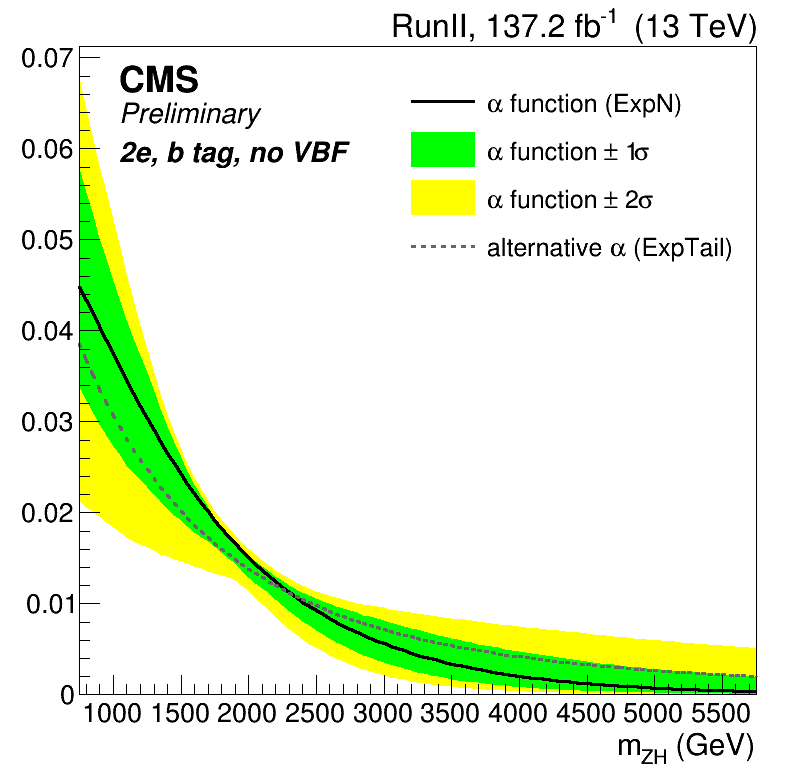 RunII, 137.2 fb⁻¹ (13 TeV)
CMS
Preliminary
2e, b tag, no VBF
α function (ExpN)
α function ± 1σ
α function ± 2σ
alternative α (ExpTail)
0.07
0.06
0.05
0.04
0.03
0.02
0.01
0
1000 1500 2000 2500 3000 3500 4000 4500 5000 5500
m_ZH (GeV)